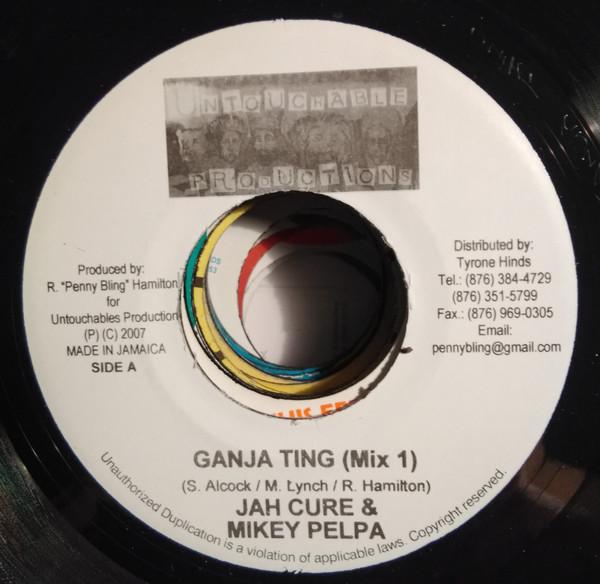 UNTOUCHABLE
PRODUCTIONS
Produced by:
R. "Penny Bling" Hamilton
for
Untouchables Production
(P) (C) 2007
MADE IN JAMAICA
SIDE A
Distributed by:
Tyrone Hinds
Tel.: (876) 384-4729
(876) 351-5799
Fax.: (876) 969-0305
Email:
pennybling@gmail.com
GANJA TING (Mix 1)
(S. Alcock / M. Lynch / R. Hamilton)
JAH CURE &
MIKEY PELPA
Unauthorized Duplication is a violation of applicable laws. Copyright reserved.